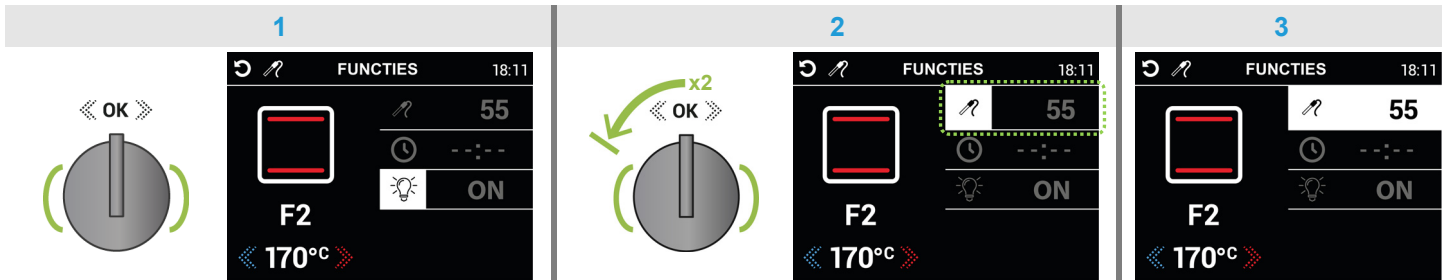 1
2
3
OK
FUNCTIES 18:11
55
--:--
ON
F2
170°C
x2
OK
FUNCTIES 18:11
55
--:--
ON
F2
170°C
FUNCTIES 18:11
55
--:--
ON
F2
170°C